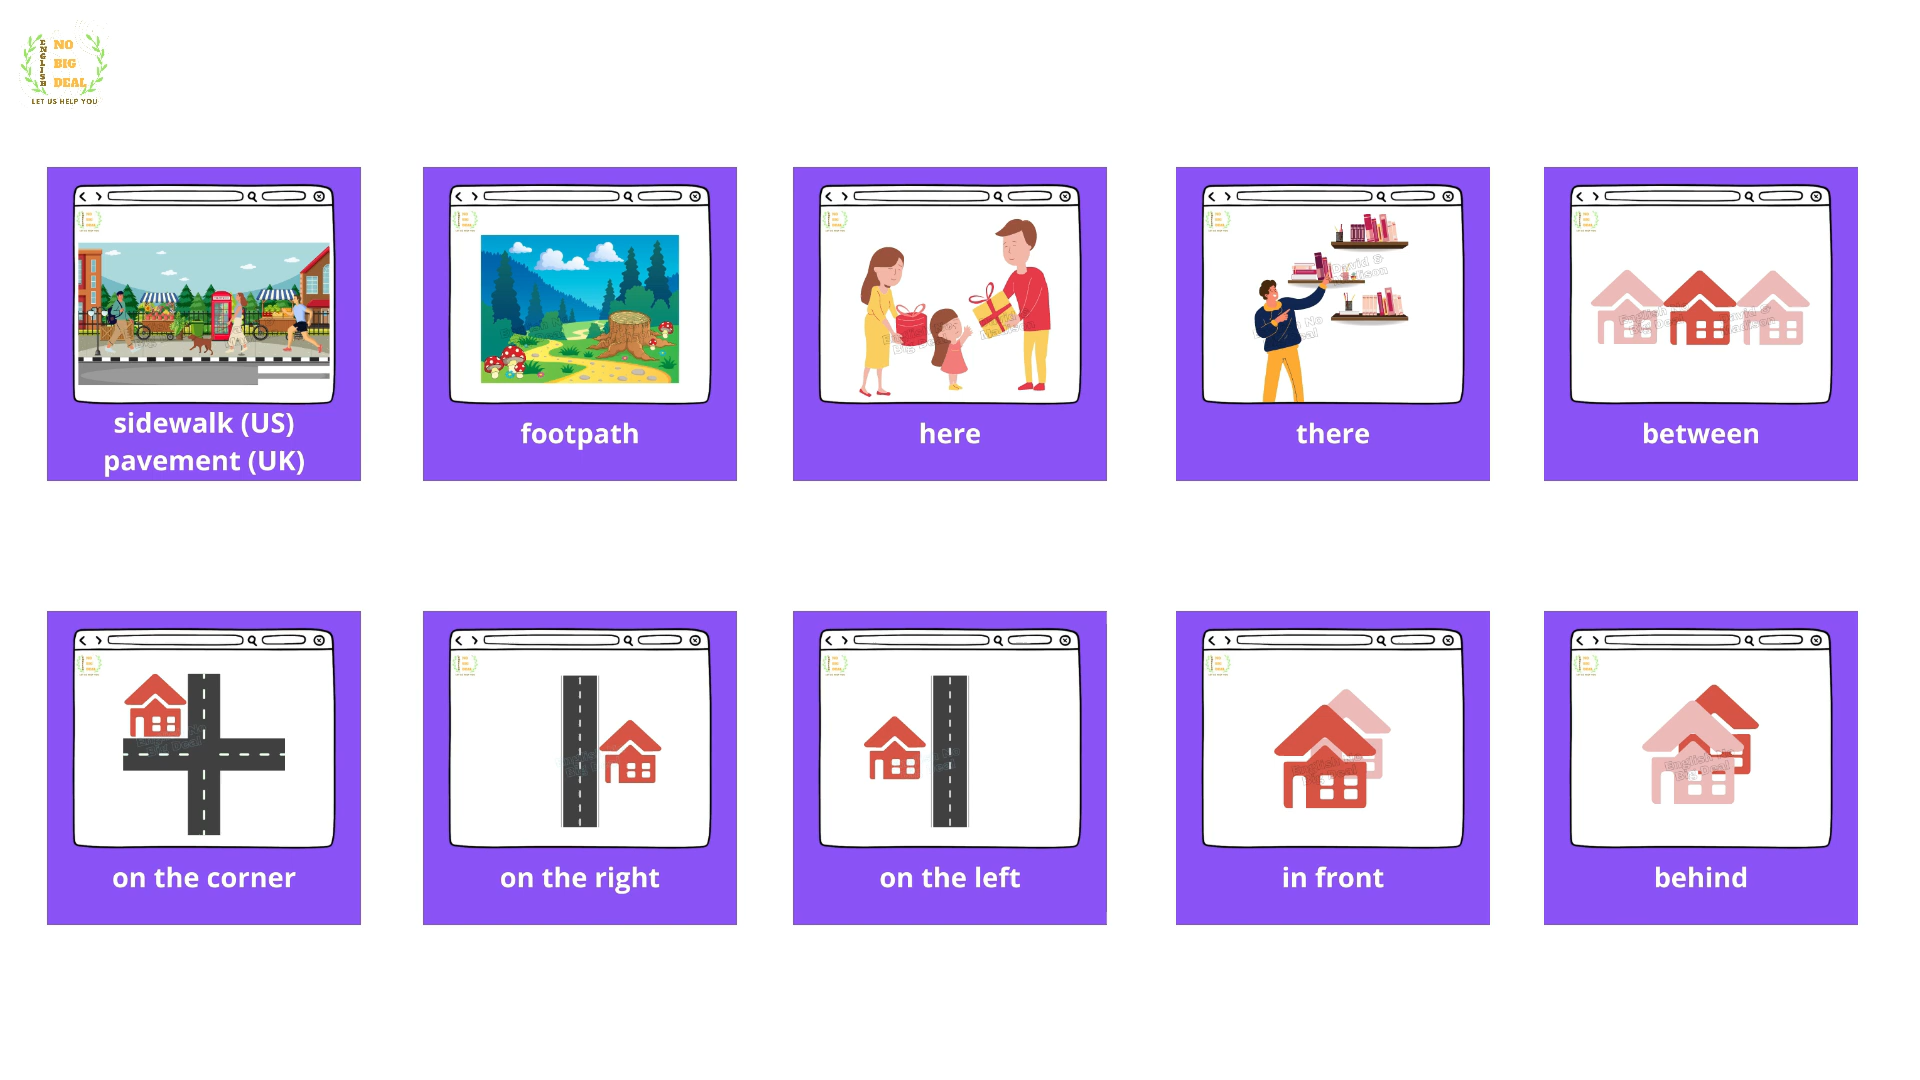 ENGLISH
NO
BIG
DEAL
LET US HELP YOU
sidewalk (US)
pavement (UK)
footpath
here
there
between
on the corner
on the right
on the left
in front
behind